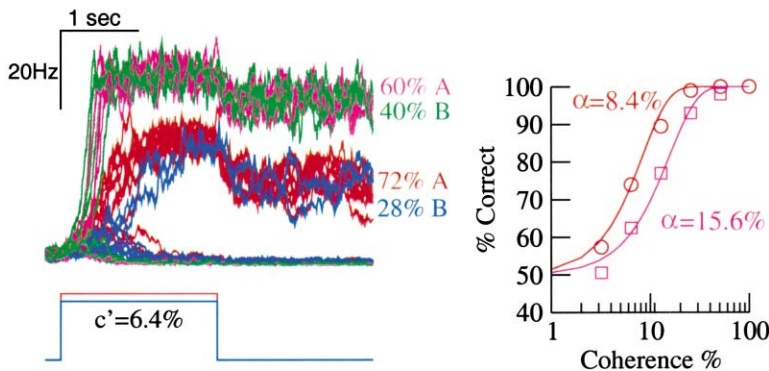 1 sec
20Hz
60% A
40% B
72% A
28% B
c'=6.4%
100
90
80
70
60
50
40
% Correct
α=8.4%
α=15.6%
1 10 100
Coherence %